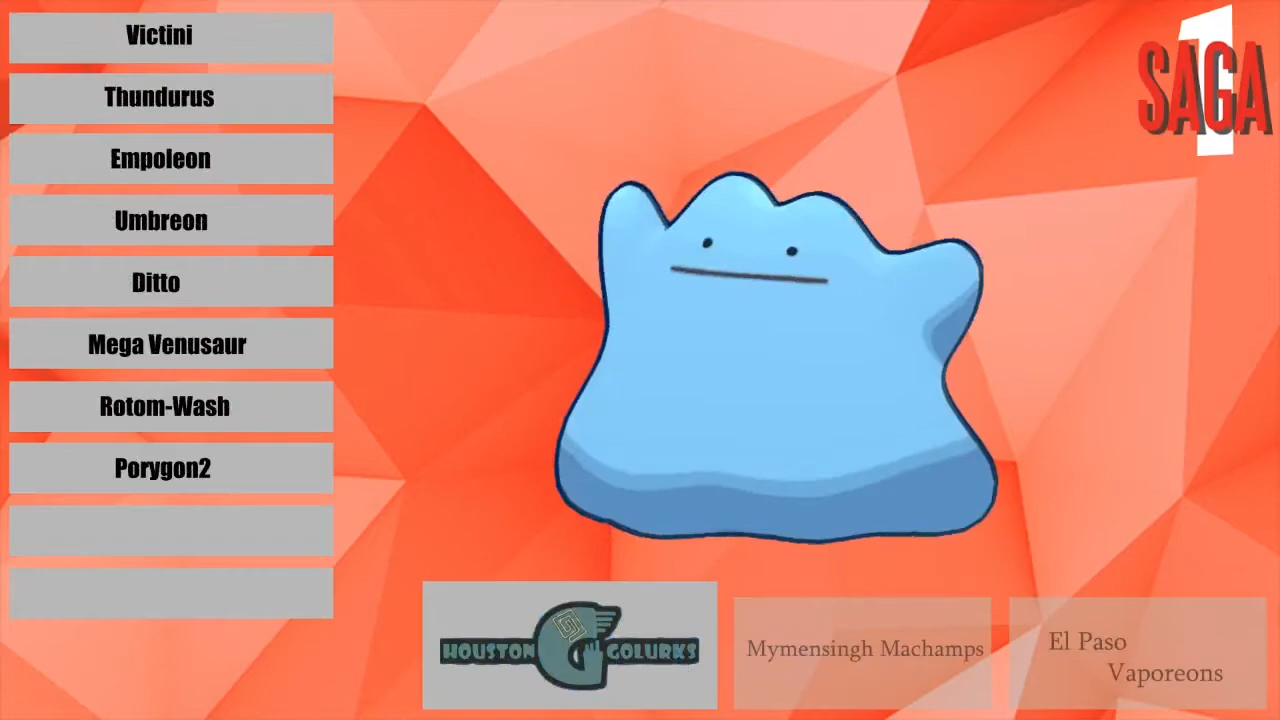 Victini
Thundurus
Empoleon
Umbreon
Ditto
Mega Venusaur
Rotom-Wash
Porygon2
SAGA
1
HOUSTON G GOLURKS
Mymensingh Machamps
El Paso
Vaporeons